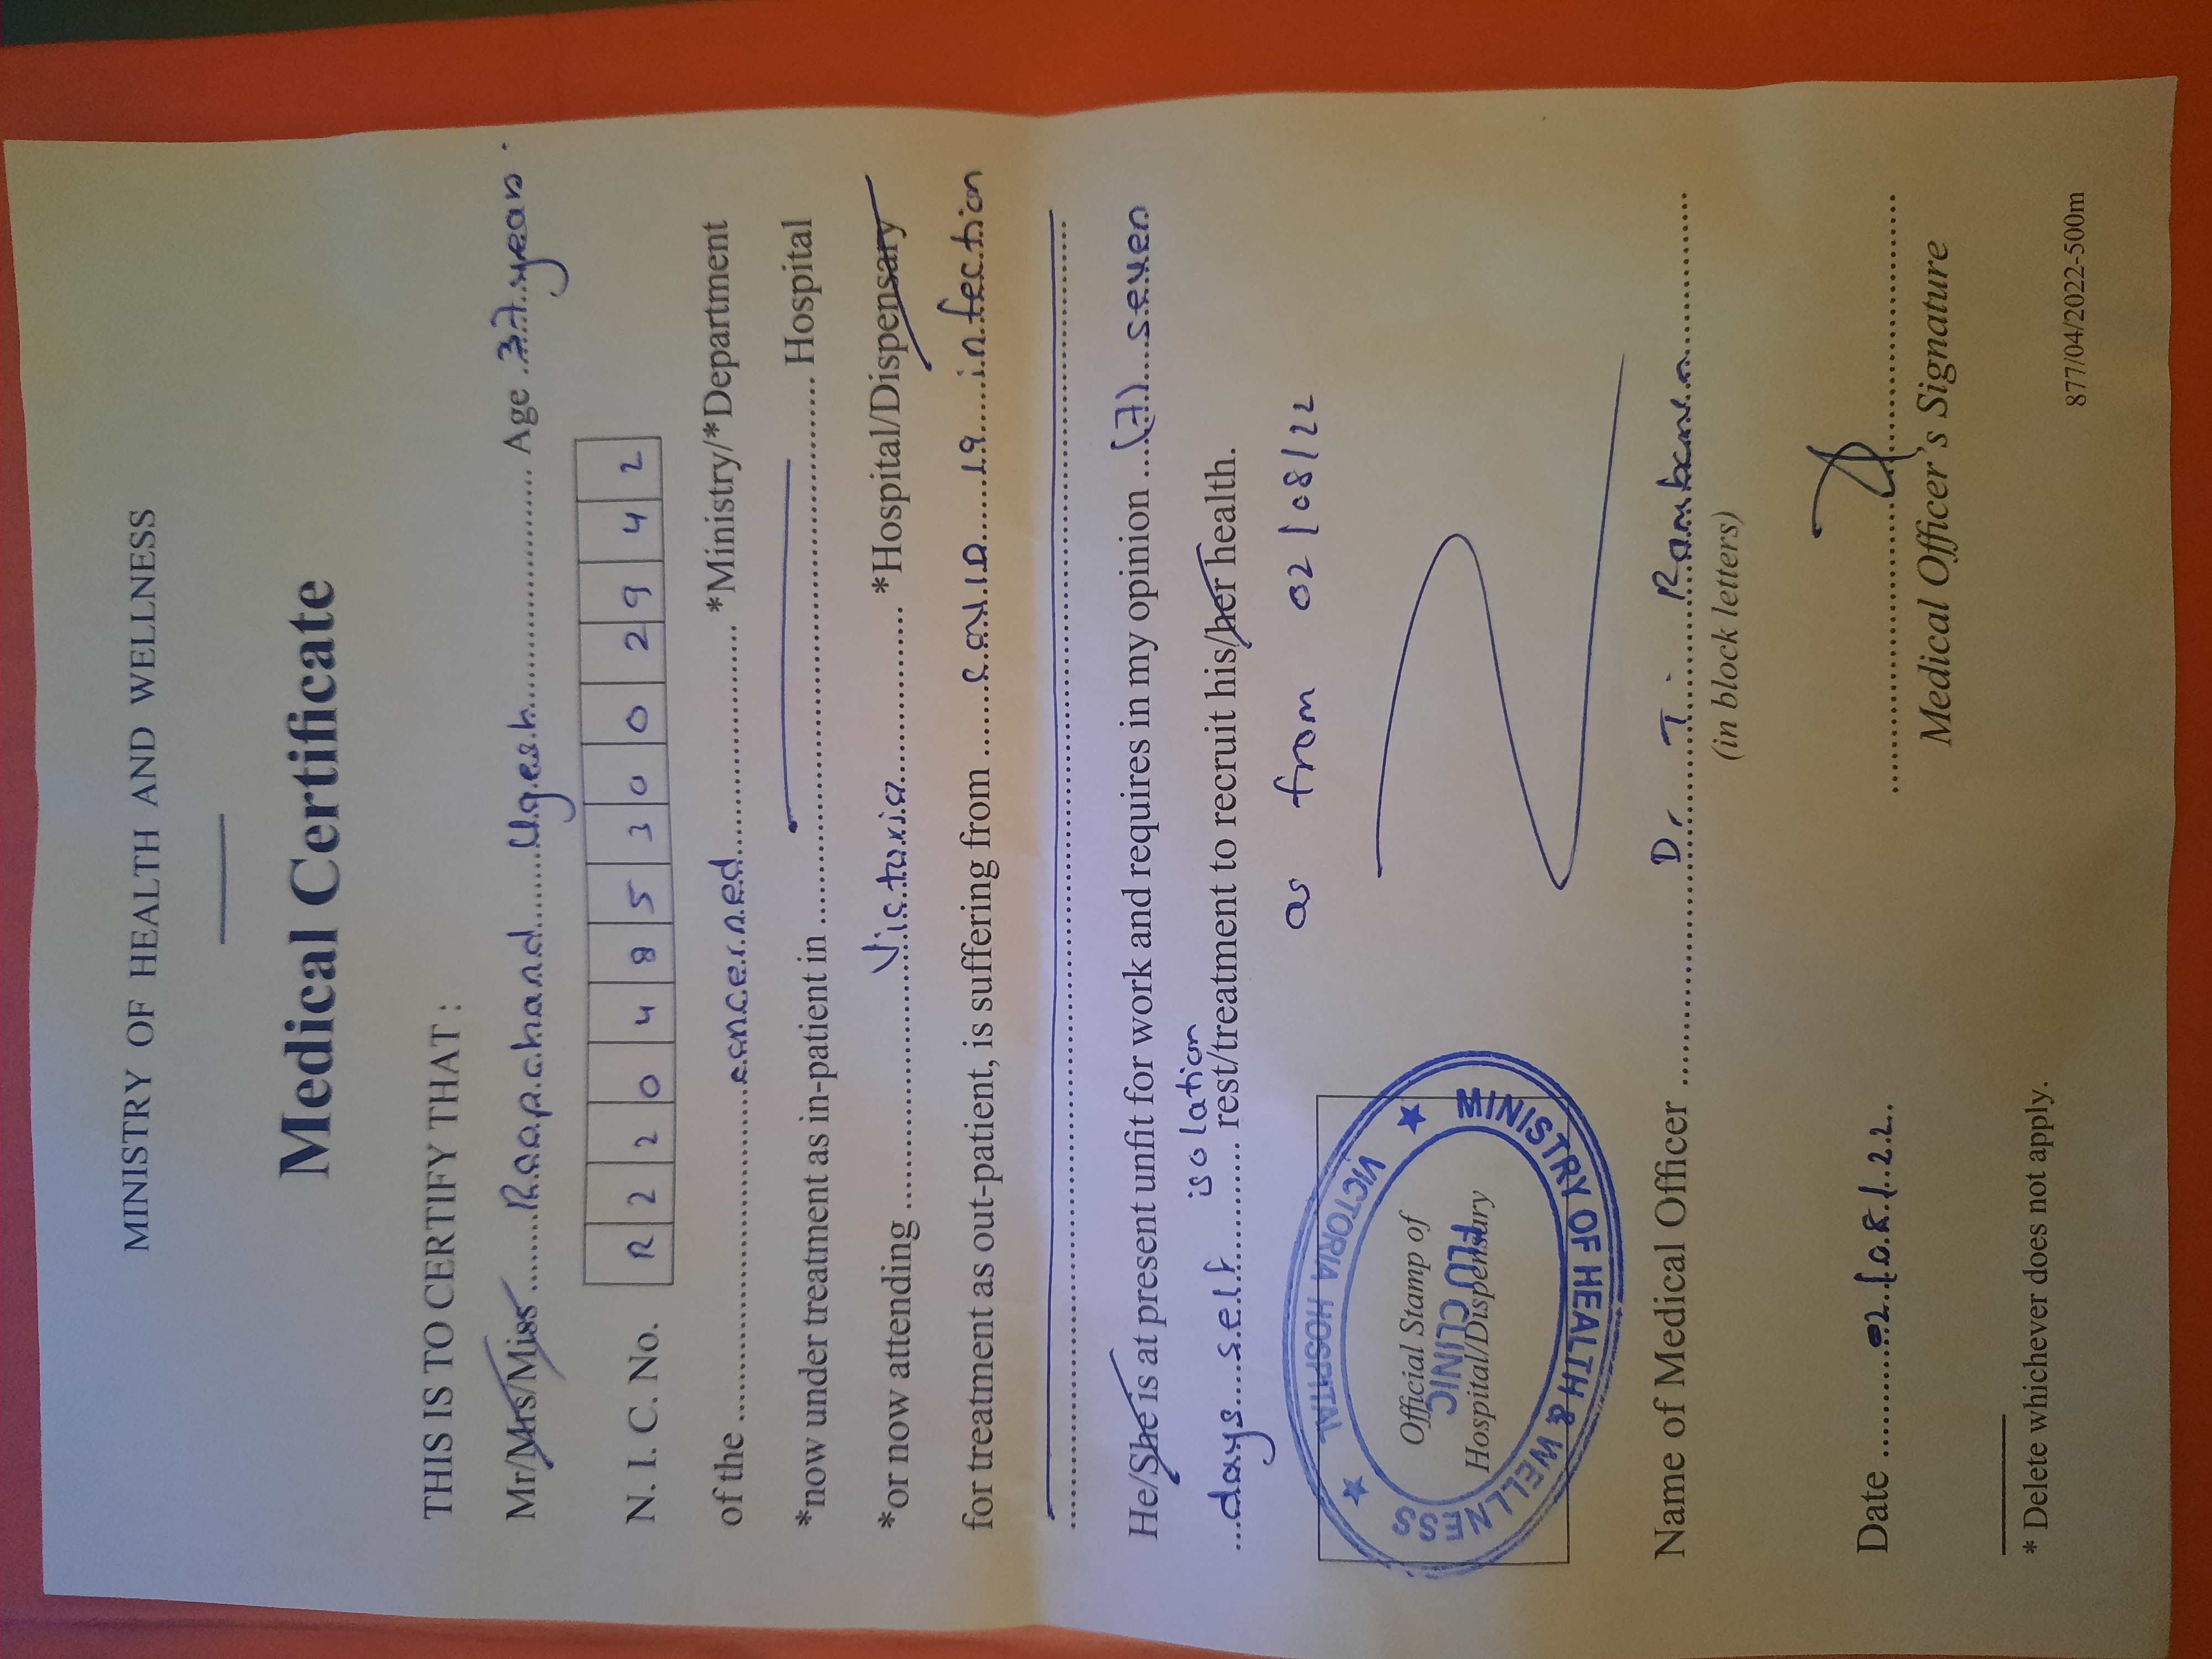 MINISTRY OF HEALTH AND WELLNESS
Medical Certificate
THIS IS TO CERTIFY THAT :
Mr/Mrs/Miss Roopchand Ugesh Age 37 years.
N. I. C. No. R 2 2 0 4 8 5 3 0 0 2 9 4 2
of the concerned *Ministry/*Department
*now under treatment as in-patient in Hospital
*or now attending Victoria *Hospital/Dispensary
for treatment as out-patient, is suffering from COVID 19 infection
He/She is at present unfit for work and requires in my opinion (7) seven
days self isolation rest/treatment to recruit his/her health.
as from 02/08/22
VICTORIA HOSPITAL
Official Stamp of
FLU CLINIC
Hospital/Dispensary
MINISTRY OF HEALTH & WELLNESS
Name of Medical Officer Dr T.
(in block letters)
Date 02/08/22.
Medical Officer's Signature
* Delete whichever does not apply.
877/04/2022-500m